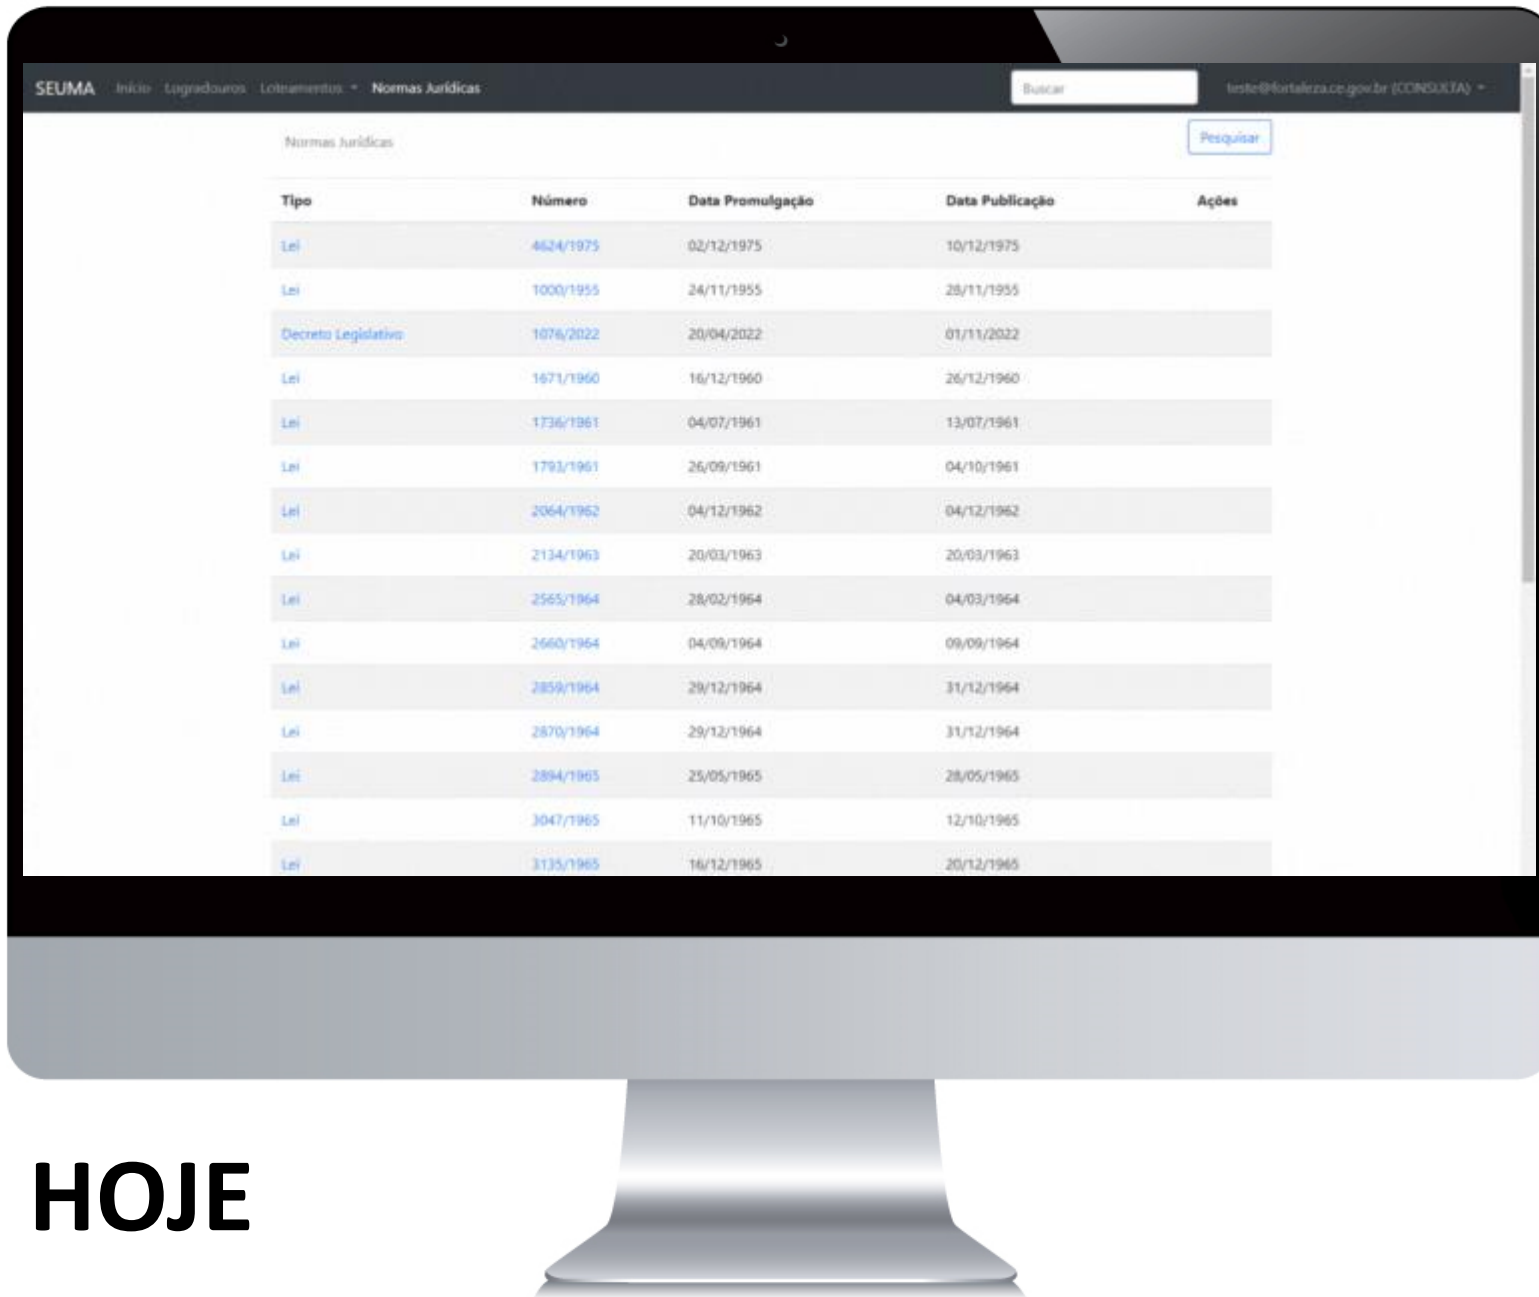 SEUMA Início Logradouros Loteamentos Normas Jurídicas Buscar teste@fortaleza.ce.gov.br (CONSULTA)
Normas Jurídicas Pesquisar
Tipo Número Data Promulgação Data Publicação Ações
Lei 4624/1975 02/12/1975 10/12/1975
Lei 1000/1955 24/11/1955 28/11/1955
Decreto Legislativo 1076/2022 20/04/2022 01/11/2022
Lei 1671/1960 16/12/1960 26/12/1960
Lei 1736/1961 04/07/1961 13/07/1961
Lei 1793/1961 26/09/1961 04/10/1961
Lei 2064/1962 04/12/1962 04/12/1962
Lei 2134/1963 20/03/1963 20/03/1963
Lei 2565/1964 28/02/1964 04/03/1964
Lei 2660/1964 04/09/1964 09/09/1964
Lei 2859/1964 29/12/1964 31/12/1964
Lei 2870/1964 29/12/1964 31/12/1964
Lei 2894/1965 25/05/1965 28/05/1965
Lei 3047/1965 11/10/1965 12/10/1965
Lei 3135/1965 16/12/1965 20/12/1965
HOJE